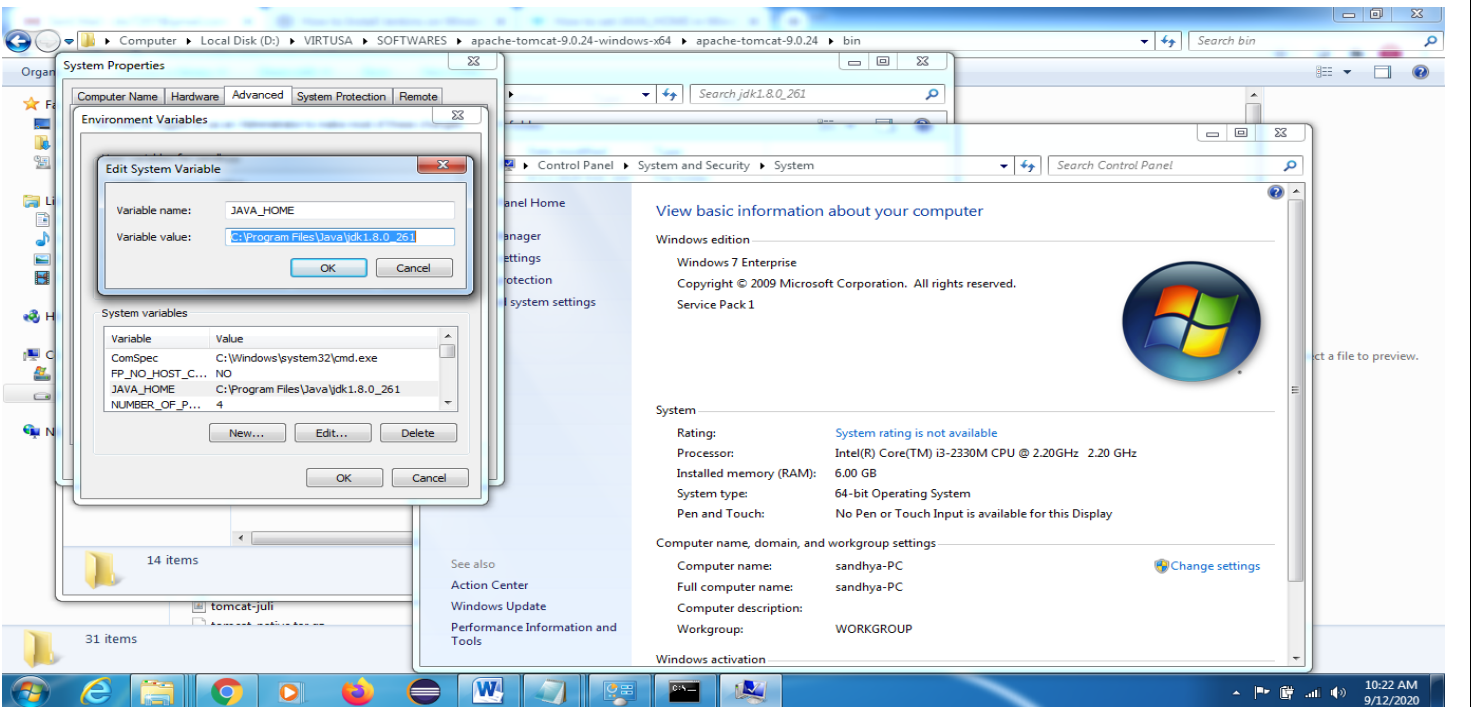 Computer ▸ Local Disk (D:) ▸ VIRTUSA ▸ SOFTWARES ▸ apache-tomcat-9.0.24-windows-x64 ▸ apache-tomcat-9.0.24 ▸ bin
Search bin
Organ
System Properties
Computer Name
Hardware
Advanced
System Protection
Remote
Search jdk1.8.0_261
Environment Variables
Edit System Variable
Variable name:
JAVA_HOME
Variable value:
C:\Program Files\Java\jdk1.8.0_261
OK
Cancel
System variables
Variable Value
ComSpec C:\Windows\system32\cmd.exe
FP_NO_HOST_C... NO
JAVA_HOME C:\Program Files\Java\jdk1.8.0_261
NUMBER_OF_P... 4
New...
Edit...
Delete
OK
Cancel
14 items
tomcat-juli
31 items
Control Panel ▸ System and Security ▸ System
Search Control Panel
anel Home
anager
ettings
rotection
l system settings
View basic information about your computer
Windows edition
Windows 7 Enterprise
Copyright © 2009 Microsoft Corporation. All rights reserved.
Service Pack 1
System
Rating: System rating is not available
Processor: Intel(R) Core(TM) i3-2330M CPU @ 2.20GHz 2.20 GHz
Installed memory (RAM): 6.00 GB
System type: 64-bit Operating System
Pen and Touch: No Pen or Touch Input is available for this Display
Computer name, domain, and workgroup settings
Computer name: sandhya-PC
Change settings
Full computer name: sandhya-PC
Computer description:
Workgroup: WORKGROUP
Windows activation
See also
Action Center
Windows Update
Performance Information and
Tools
ct a file to preview.
10:22 AM
9/12/2020